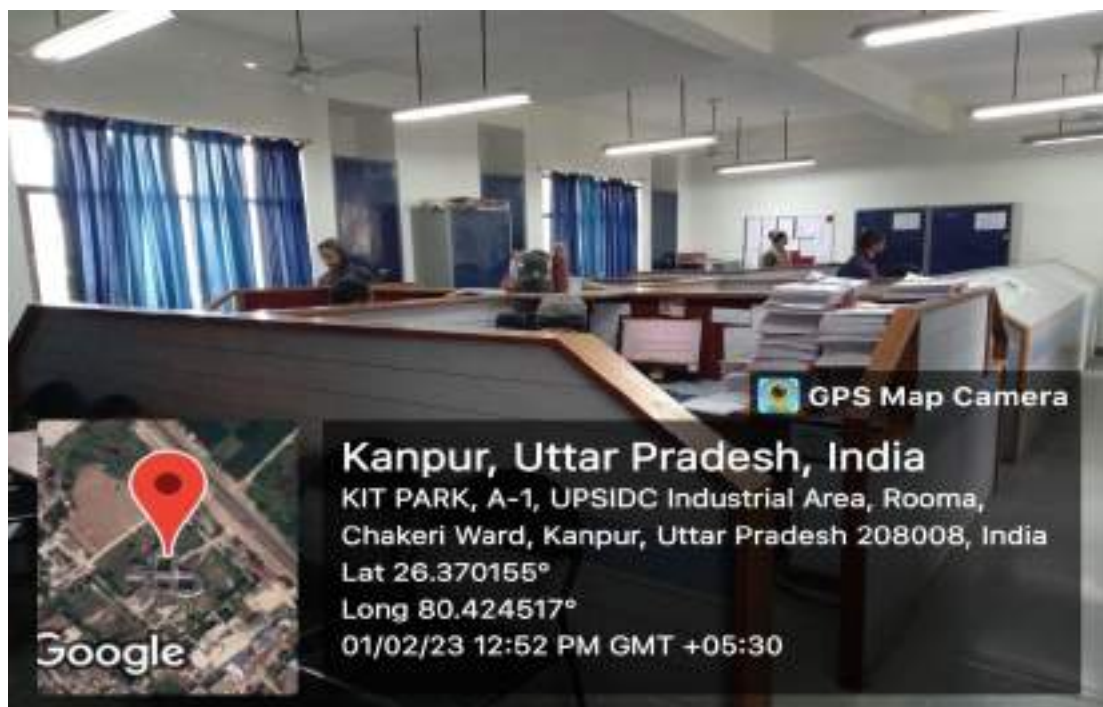 GPS Map Camera
Kanpur, Uttar Pradesh, India
KIT PARK, A-1, UPSIDC Industrial Area, Rooma,
Chakeri Ward, Kanpur, Uttar Pradesh 208008, India
Lat 26.370155°
Long 80.424517°
01/02/23 12:52 PM GMT +05:30
Google